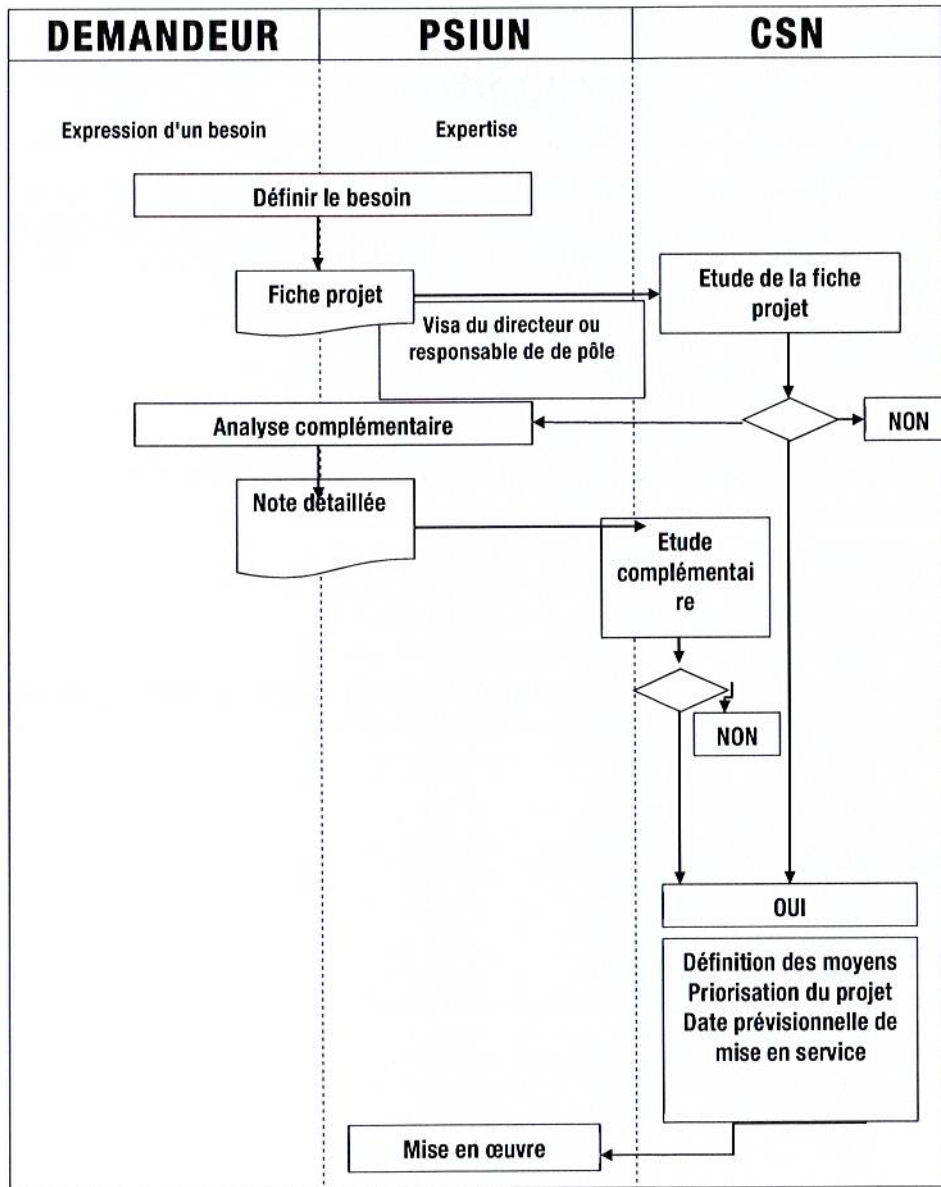 DEMANDEUR PSIUN CSN
Expression d'un besoin
Expertise
Définir le besoin
Fiche projet
Etude de la fiche
projet
Visa du directeur ou
responsable de de pôle
Analyse complémentaire
NON
Note détaillée
Etude
complémentai
re
NON
OUI
Définition des moyens
Priorisation du projet
Date prévisionnelle de
mise en service
Mise en œuvre